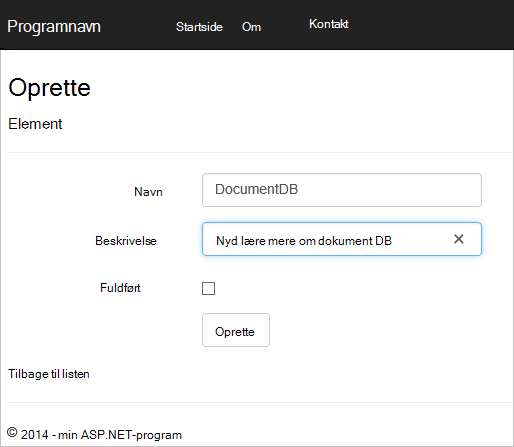 Programnavn Startside Om Kontakt
Oprette
Element
Navn DocumentDB
Beskrivelse Nyd lære mere om dokument DB
Fuldført
Oprette
Tilbage til listen
© 2014 - min ASP.NET-program